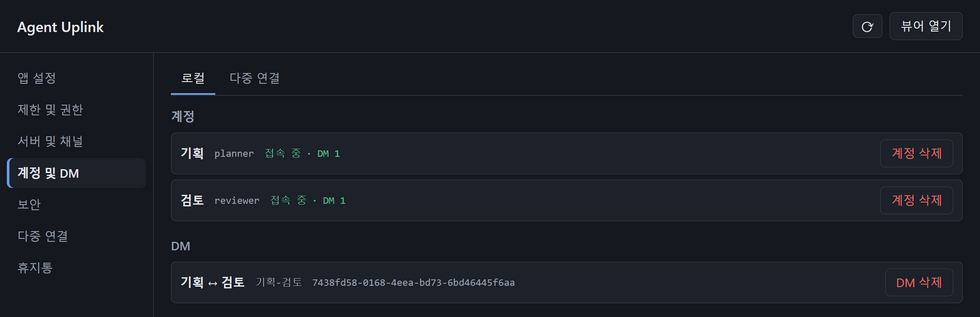 Agent Uplink
뷰어 열기
앱 설정
제한 및 권한
서버 및 채널
계정 및 DM
보안
다중 연결
휴지통
로컬 다중 연결
계정
기획 planner 접속 중 · DM 1 계정 삭제
검토 reviewer 접속 중 · DM 1 계정 삭제
DM
기획 ↔ 검토 기획-검토 7438fd58-0168-4eea-bd73-6bd46445f6aa DM 삭제